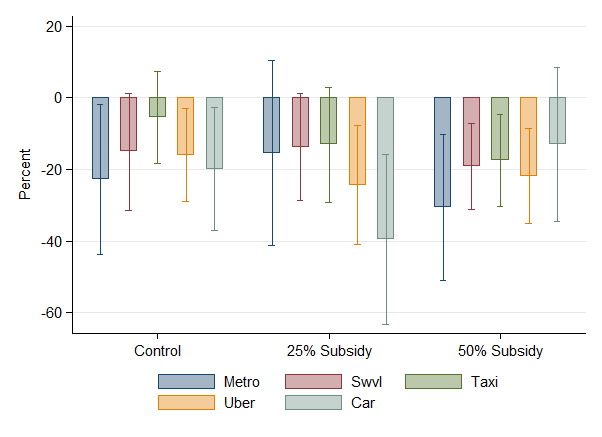 20
0
-20
-40
-60
Percent
Control 25% Subsidy 50% Subsidy
Metro Swvl Taxi
Uber Car